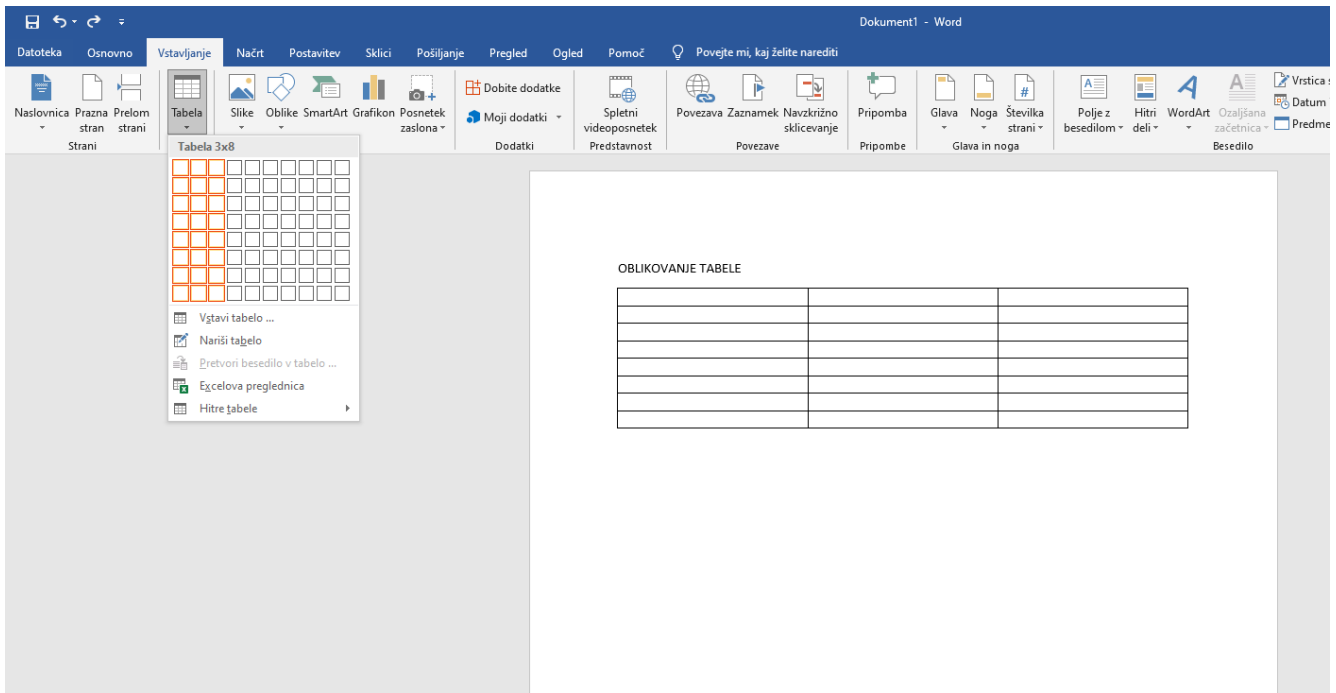 Dokument1 - Word
Datoteka Osnovno Vstavljanje Načrt Postavitev Sklici Pošiljanje Pregled Ogled Pomoč Povejte mi, kaj želite narediti
Naslovnica
Prazna stran
Prelom strani
Strani
Tabela
Slike
Oblike
SmartArt
Grafikon
Posnetek zaslona
Dobite dodatke
Moji dodatki
Dodatki
Spletni videoposnetek
Predstavnost
Povezava
Zaznamek
Navzkrižno sklicevanje
Povezave
Pripomba
Pripombe
Glava
Noga
Številka strani
Glava in noga
Polje z besedilom
Hitri deli
WordArt
Ozaljšana začetnica
Vrstica s
Datum
Predme
Besedilo
Tabela 3x8
Vstavi tabelo ...
Nariši tabelo
Pretvori besedilo v tabelo ...
Excelova preglednica
Hitre tabele
OBLIKOVANJE TABELE